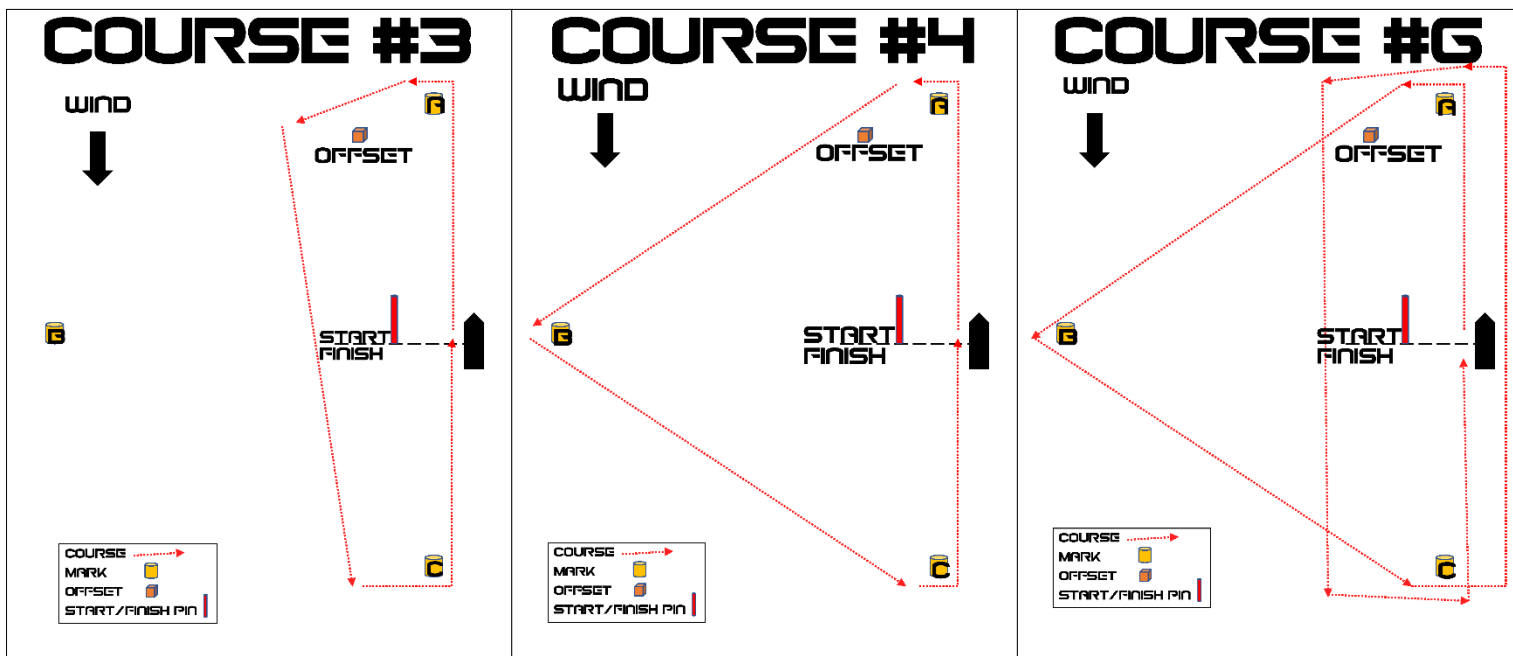 COURSE #3
WIND
A
OFFSET
B
START
FINISH
C
COURSE
MARK
OFFSET
START/FINISH PIN
COURSE #4
WIND
A
OFFSET
B
START
FINISH
C
COURSE
MARK
OFFSET
START/FINISH PIN
COURSE #6
WIND
A
OFFSET
B
START
FINISH
C
COURSE
MARK
OFFSET
START/FINISH PIN